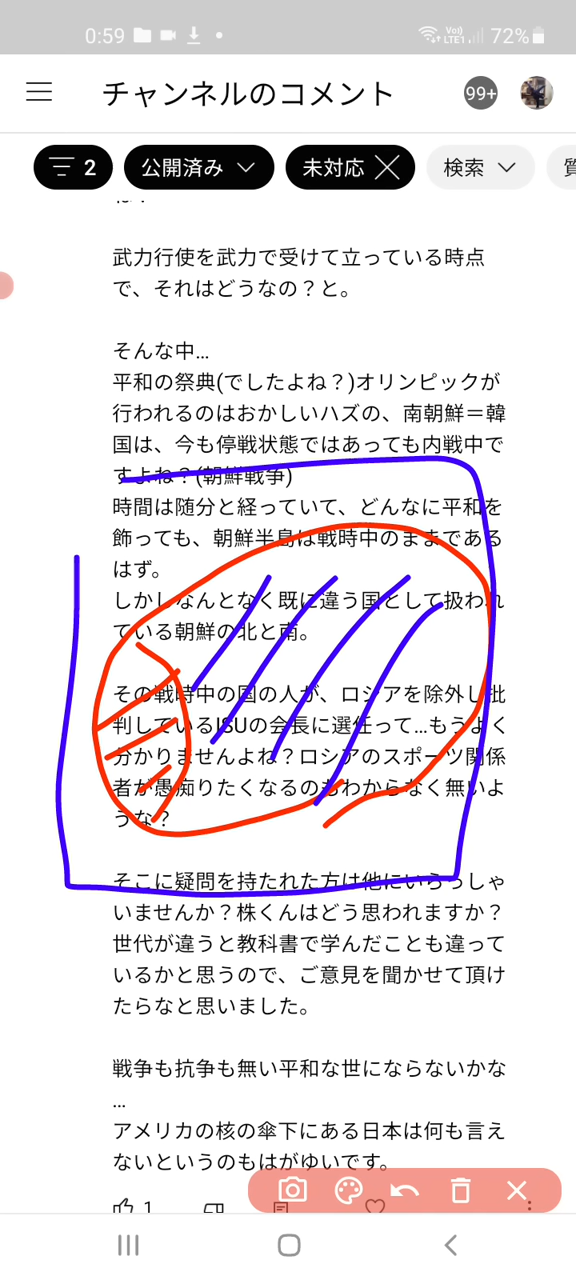 0:59
Vo)
LTE1
72%
チャンネルのコメント
99+
2
公開済み
未対応
検索
武力行使を武力で受けて立っている時点
で、それはどうなの？と。
そんな中…
平和の祭典(でしたよね？)オリンピックが
行われるのはおかしいハズの、南朝鮮＝韓
国は、今も停戦状態ではあっても内戦中で
すよね？(朝鮮戦争)
時間は随分と経っていて、どんなに平和を
飾っても、朝鮮半島は戦時中のままである
はず。
しかしなんとなく既に違う国として扱われ
ている朝鮮の北と南。
その戦時中の国の人が、ロシアを除外し批
判しているISUの会長に選任って…もうよく
分かりませんよね？ロシアのスポーツ関係
者が愚痴りたくなるのもわからなく無いよ
うな？
そこに疑問を持たれた方は他にいらっしゃ
いませんか？株くんはどう思われますか？
世代が違うと教科書で学んだことも違って
いるかと思うので、ご意見を聞かせて頂け
たらなと思いました。
戦争も抗争も無い平和な世にならないかな
…
アメリカの核の傘下にある日本は何も言え
ないというのもはがゆいです。
1